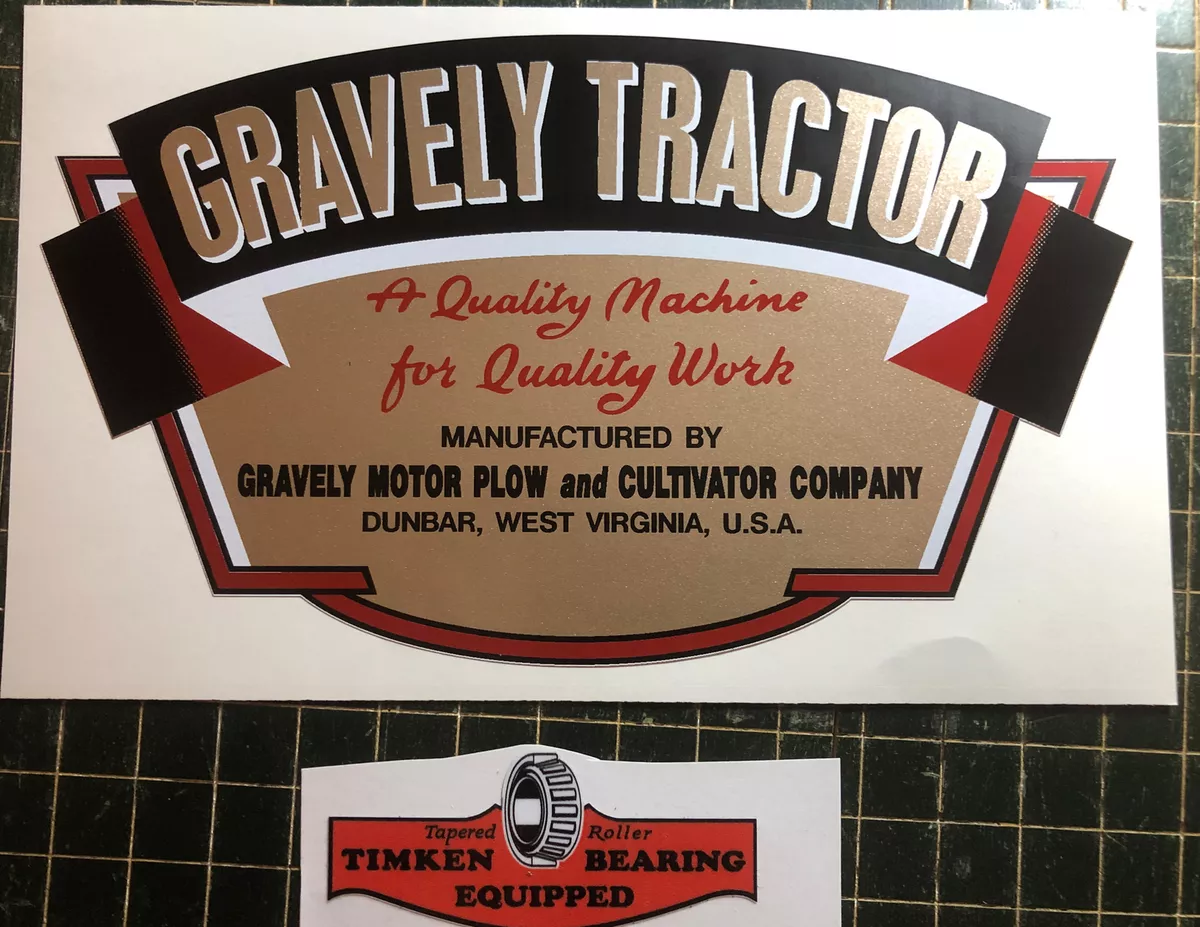 GRAVELY TRACTOR
A Quality Machine
for Quality Work
MANUFACTURED BY
GRAVELY MOTOR PLOW and CULTIVATOR COMPANY
DUNBAR, WEST VIRGINIA, U.S.A.
Tapered Roller
TIMKEN BEARING
EQUIPPED